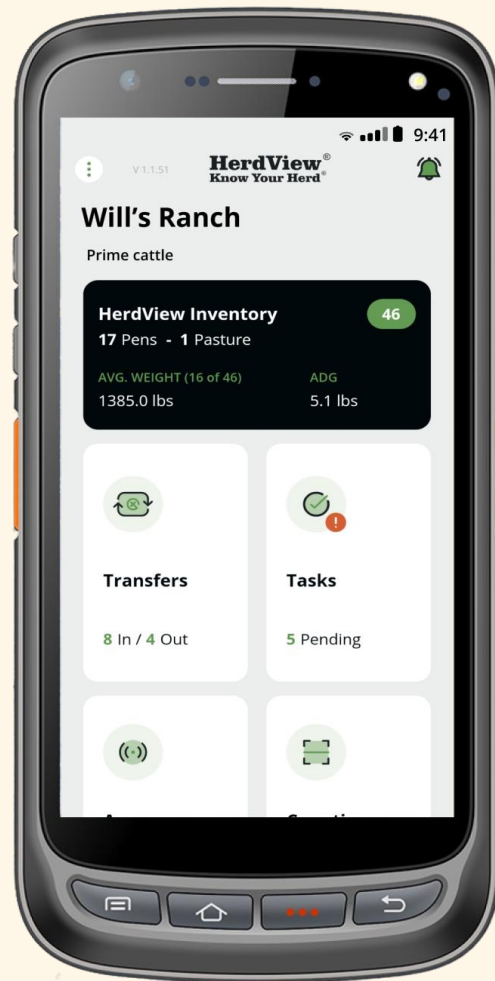 9:41
V 1.1.51
HerdView®
Know Your Herd®
Will's Ranch
Prime cattle
HerdView Inventory 46
17 Pens - 1 Pasture
AVG. WEIGHT (16 of 46) ADG
1385.0 lbs 5.1 lbs
Transfers Tasks
8 In / 4 Out 5 Pending